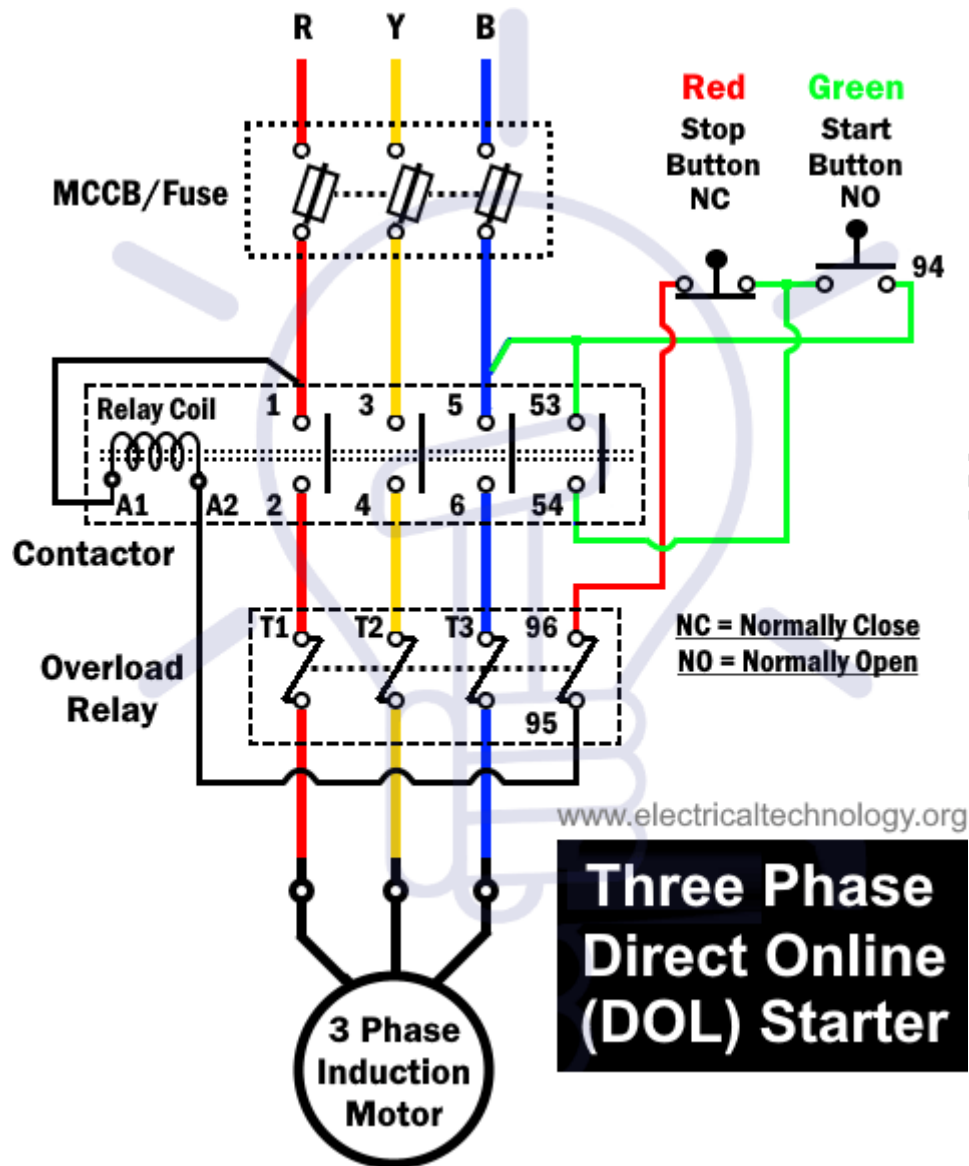 R Y B
Red Green
Stop Start
Button Button
NC NO
MCCB/Fuse
94
Relay Coil 1 3 5 53
A1 A2 2 4 6 54
Contactor
T1 T2 T3 96
NC = Normally Close
NO = Normally Open
Overload
Relay
95
www.electricaltechnology.org
Three Phase
Direct Online
(DOL) Starter
3 Phase
Induction
Motor